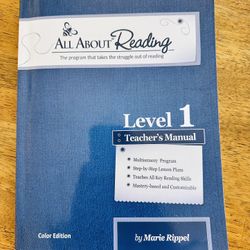 All About Reading
The program that takes the struggle out of reading
Level 1
Teacher's Manual
Multisensory Program
Step-by-Step Lesson Plans
Teaches All Key Reading Skills
Mastery-based and Customizable
Color Edition
by Marie Rippel